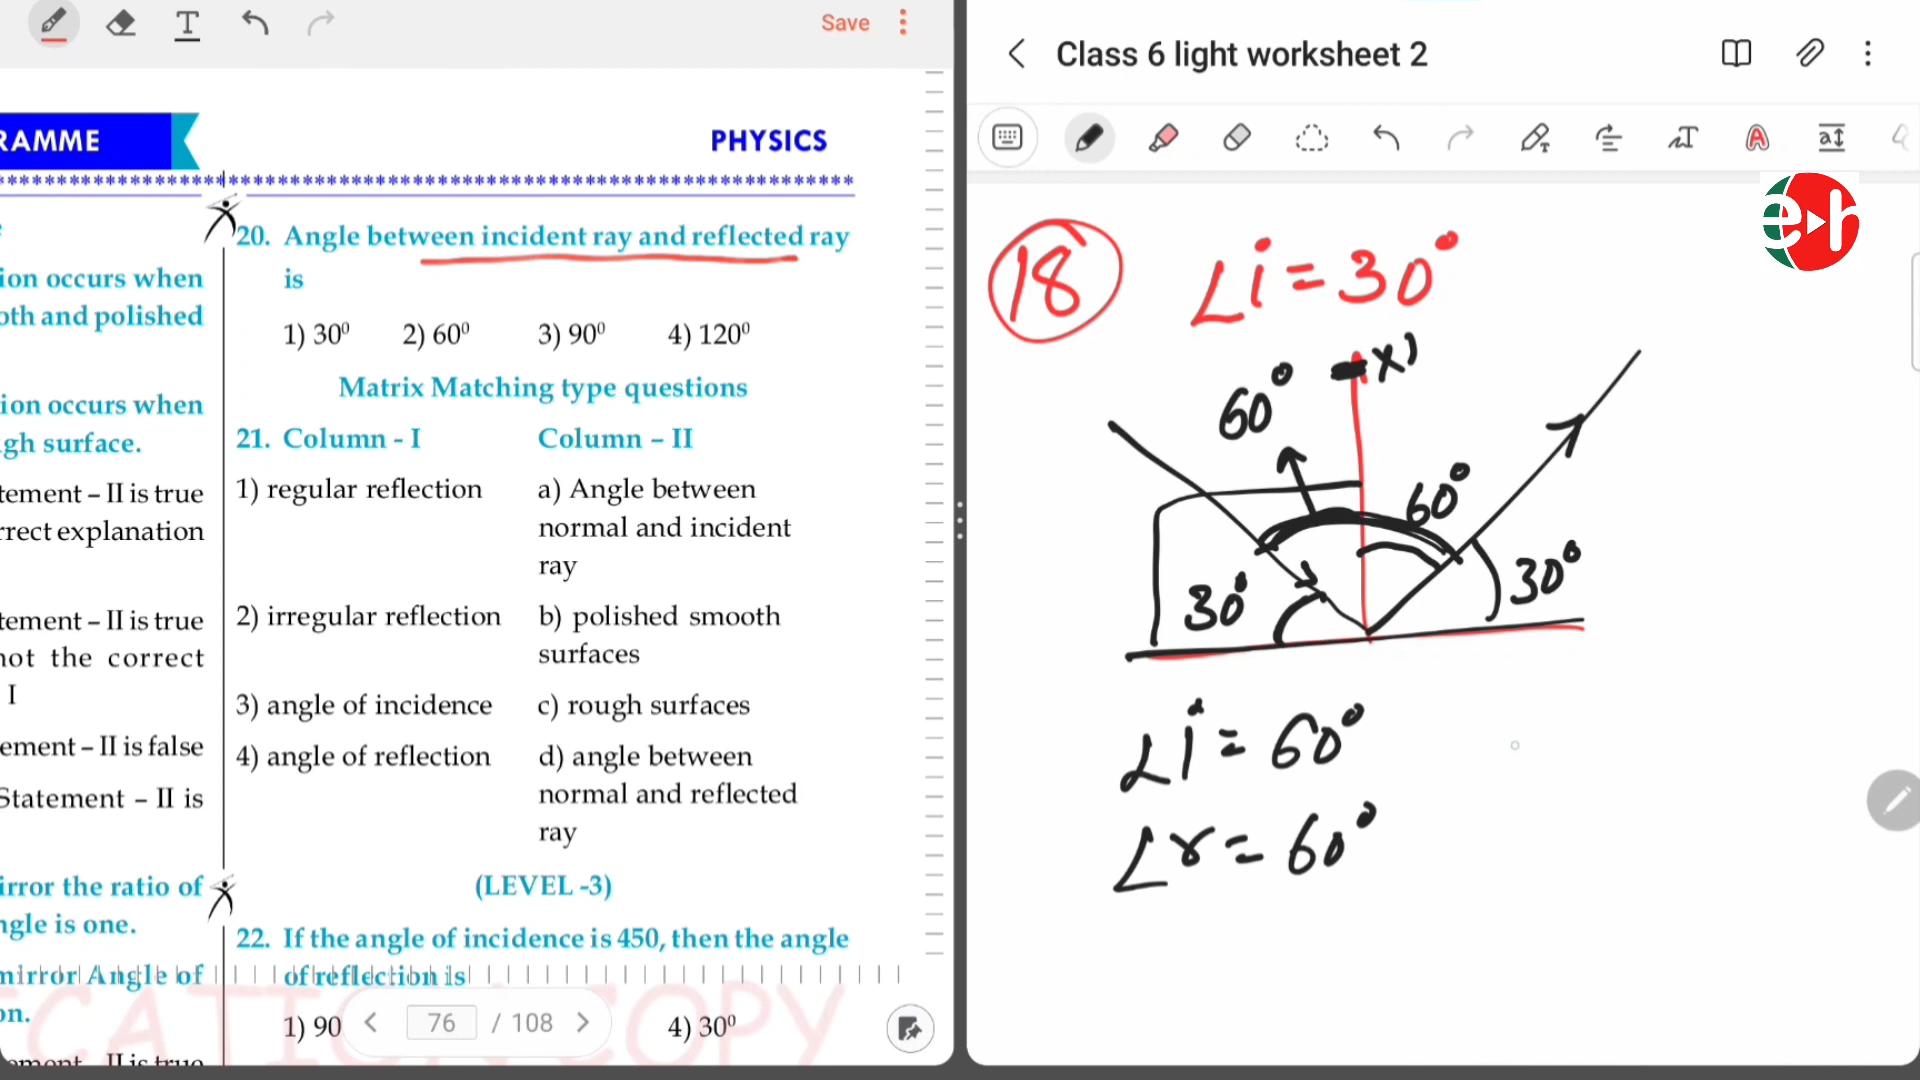 Save
RAMME
PHYSICS
ion occurs when
oth and polished
ion occurs when
gh surface.
tement – II is true
rrect explanation
tement – II is true
not the correct
I
ement – II is false
Statement – II is
irror the ratio of
ngle is one.
mirror Angle of
on.
ement – II is true
20. Angle between incident ray and reflected ray
is
1) 30⁰ 2) 60⁰ 3) 90⁰ 4) 120⁰
Matrix Matching type questions
21. Column - I Column – II
1) regular reflection a) Angle between
normal and incident
ray
2) irregular reflection b) polished smooth
surfaces
3) angle of incidence c) rough surfaces
4) angle of reflection d) angle between
normal and reflected
ray
(LEVEL -3)
22. If the angle of incidence is 450, then the angle
of reflection is
1) 90 4) 30⁰
CATION COPY
76 / 108
Class 6 light worksheet 2
e h
18 ∠i = 30°
60°
60°
30°
30°
∠i = 60°
∠r = 60°